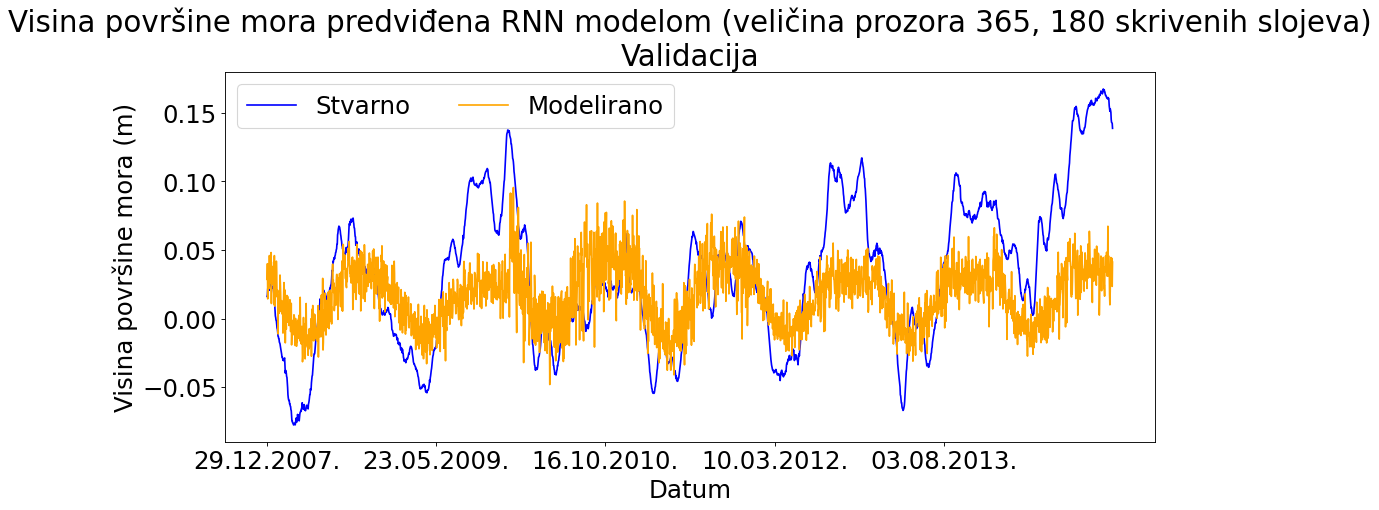 Visina površine mora predviđena RNN modelom (veličina prozora 365, 180 skrivenih slojeva)
Validacija
Stvarno
Modelirano
Visina površine mora (m)
0.15
0.10
0.05
0.00
−0.05
29.12.2007.
23.05.2009.
16.10.2010.
10.03.2012.
03.08.2013.
Datum